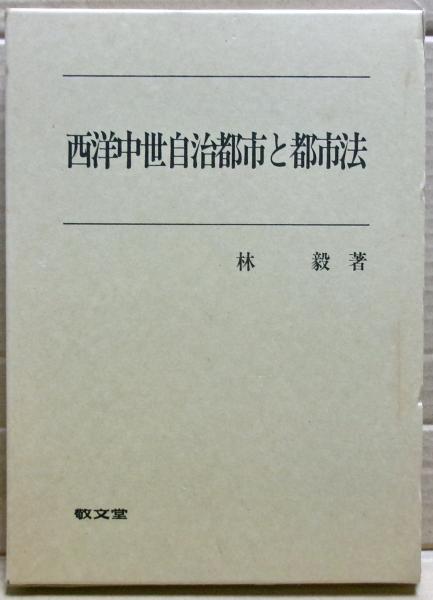 西洋中世自治都市と都市法
林 毅 著
敬文堂